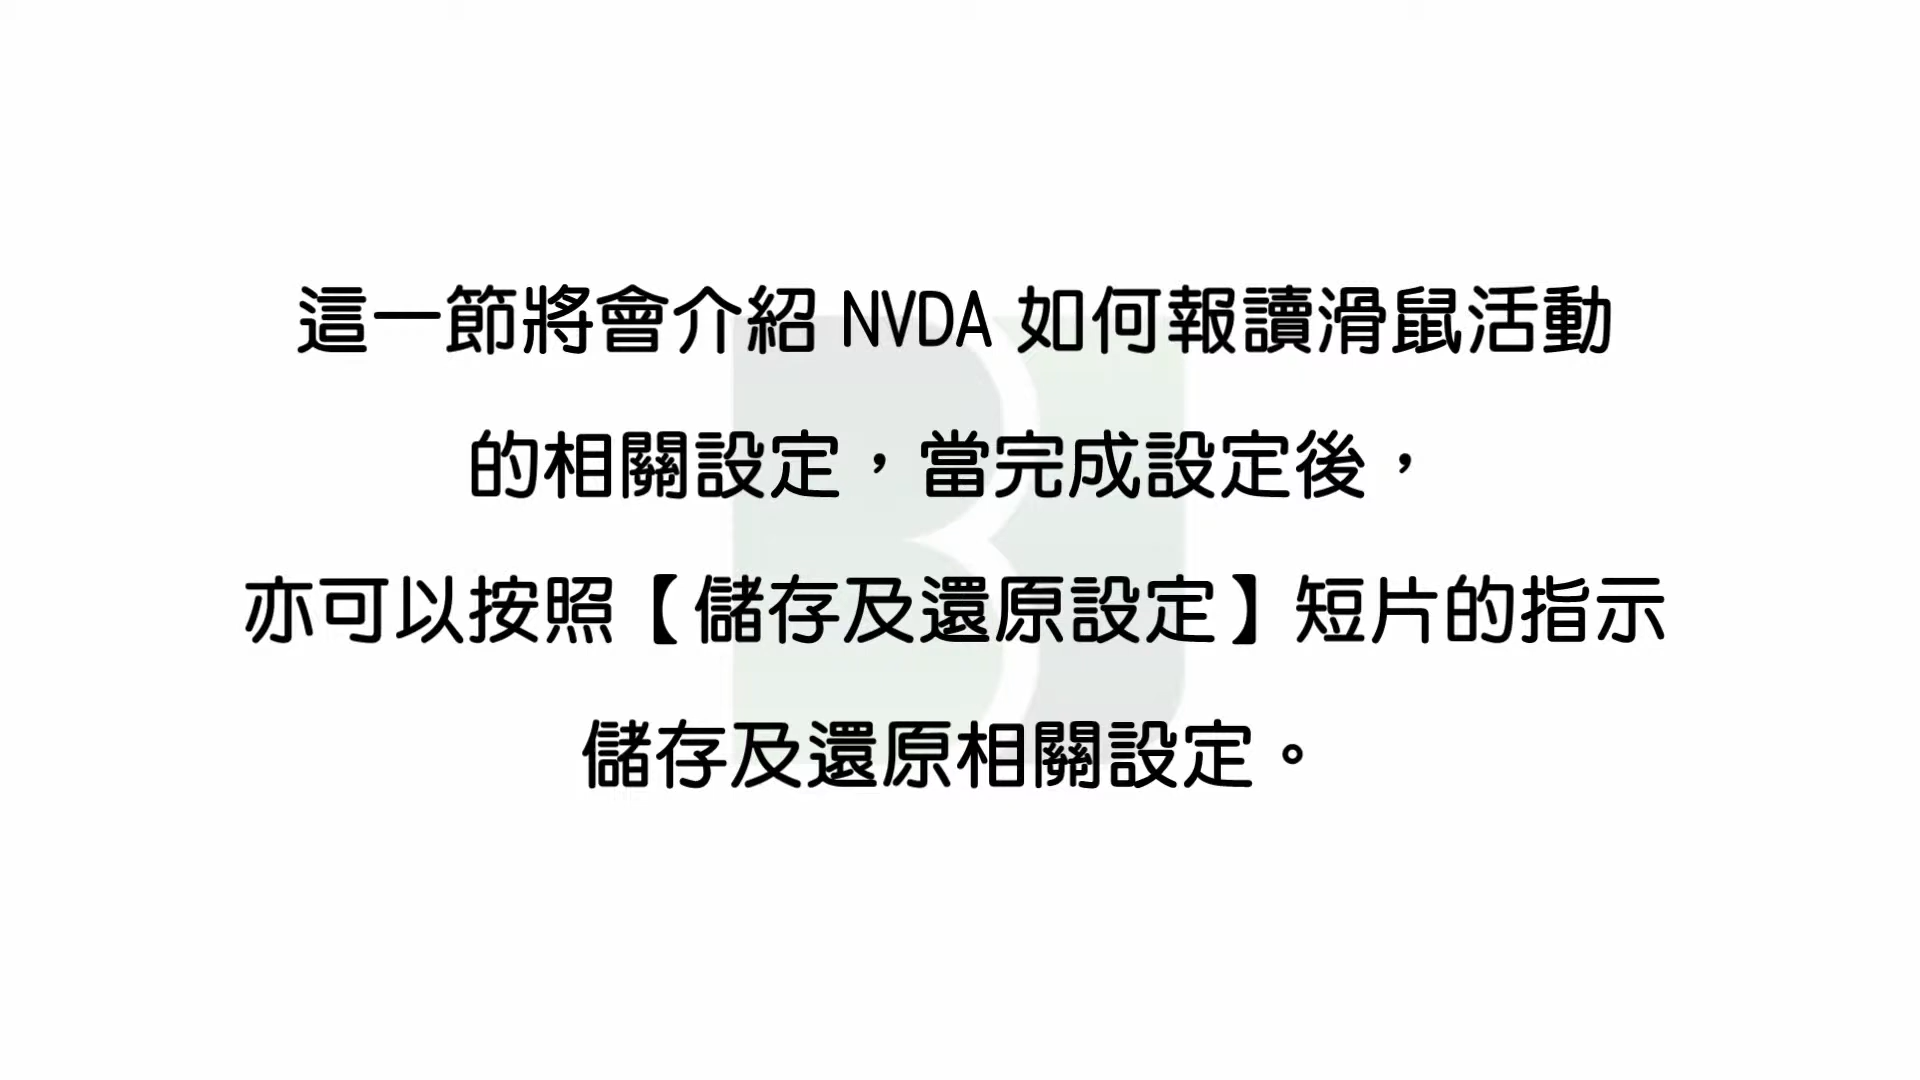 這一節將會介紹 NVDA 如何報讀滑鼠活動
的相關設定，當完成設定後，
亦可以按照【儲存及還原設定】短片的指示
儲存及還原相關設定。